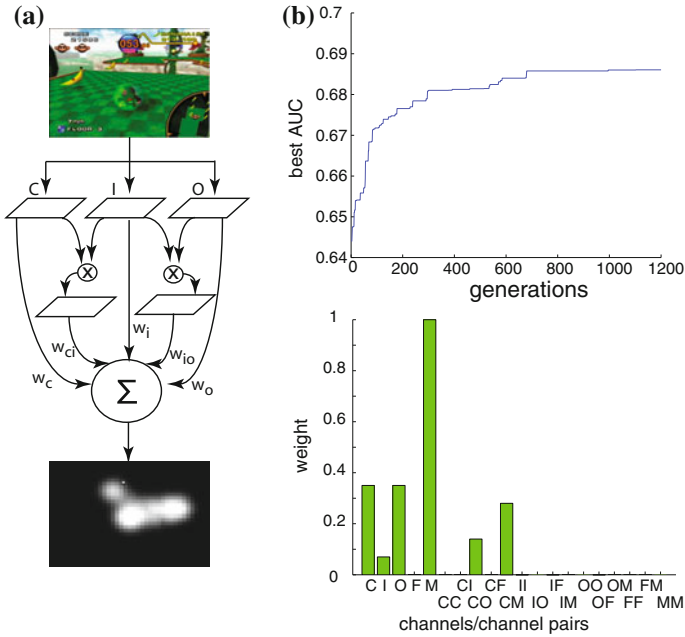 (a)
053
FLOOR 3
C I O
X X
w_i
w_ci w_io
w_c w_o
Σ
(b)
0.7
0.69
0.68
0.67
0.66
0.65
0.64
best AUC
0 200 400 600 800 1000 1200
generations
1
0.8
0.6
0.4
0.2
0
weight
C I O F M CI CF II IF OO OM FM
CC CO CM IO IM OF FF MM
channels/channel pairs